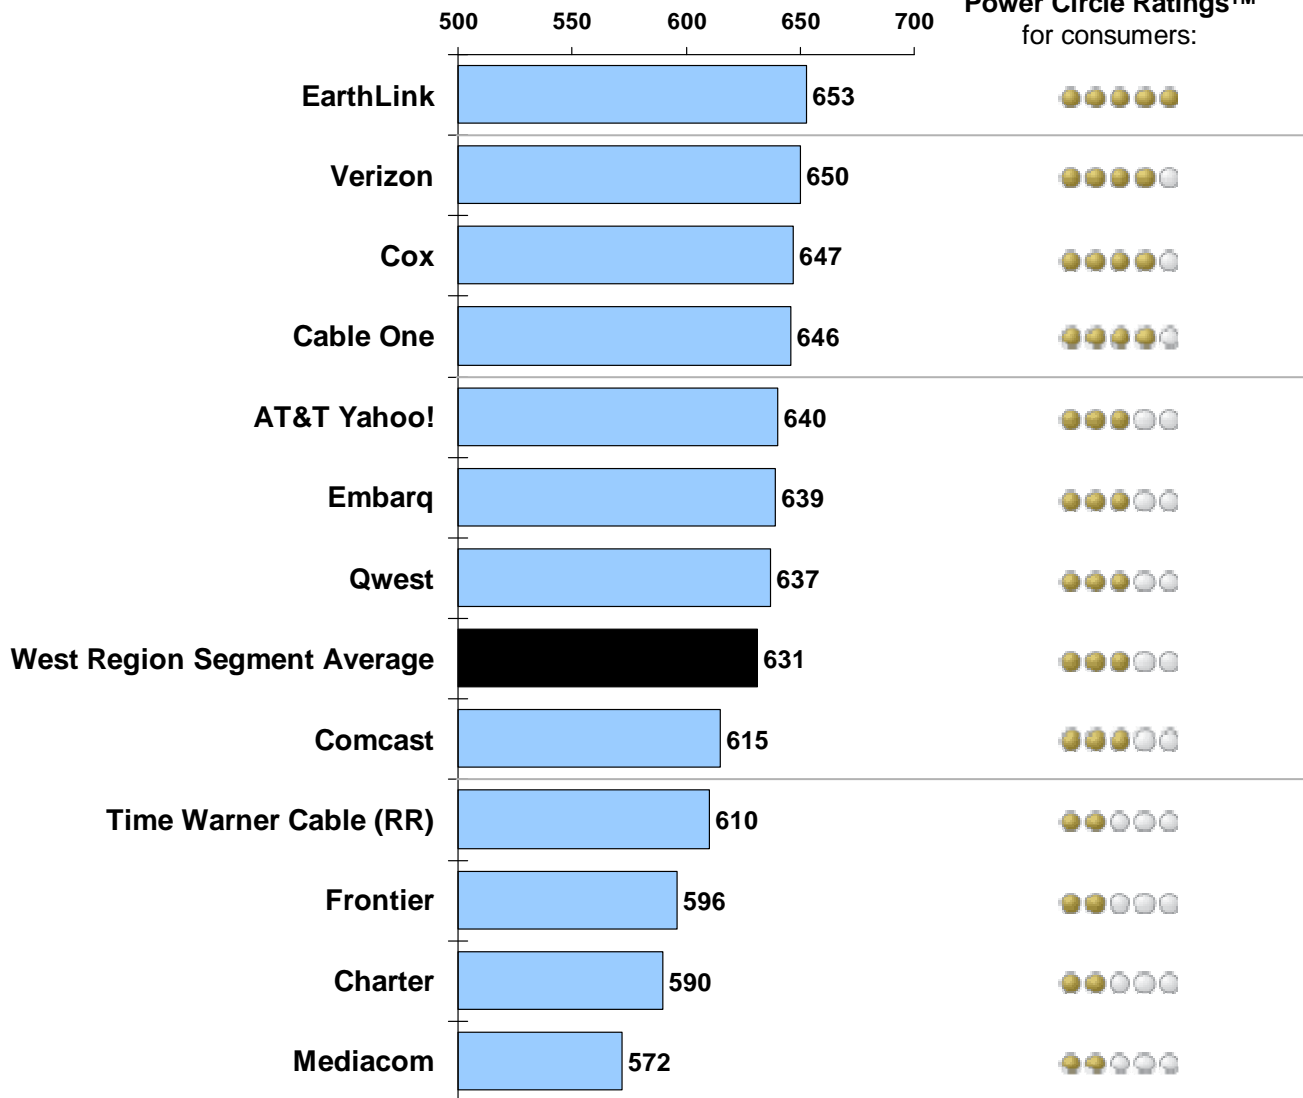 Power Circle Ratings™
for consumers:
500 550 600 650 700
EarthLink 653
Verizon 650
Cox 647
Cable One 646
AT&T Yahoo! 640
Embarq 639
Qwest 637
West Region Segment Average 631
Comcast 615
Time Warner Cable (RR) 610
Frontier 596
Charter 590
Mediacom 572